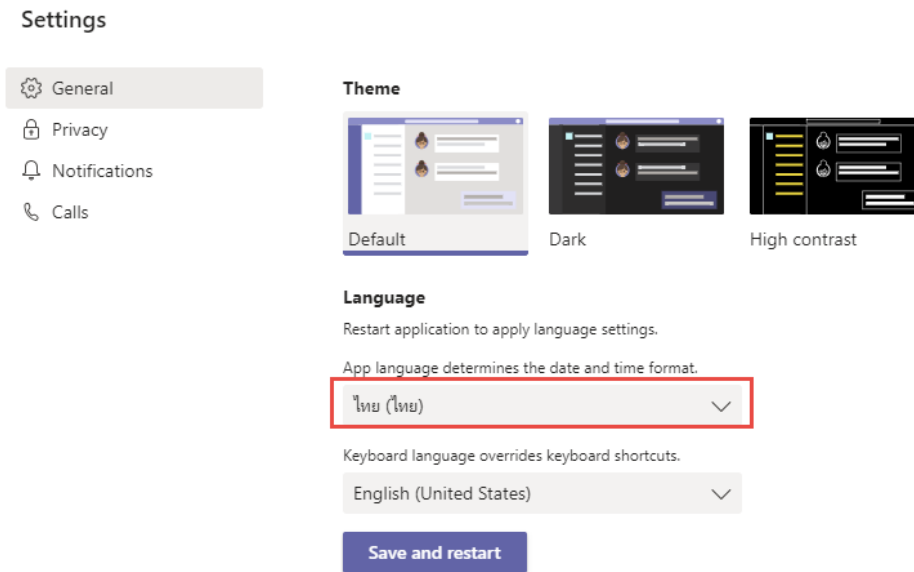 Settings
General
Privacy
Notifications
Calls
Theme
Default
Dark
High contrast
Language
Restart application to apply language settings.
App language determines the date and time format.
ไทย (ไทย)
Keyboard language overrides keyboard shortcuts.
English (United States)
Save and restart